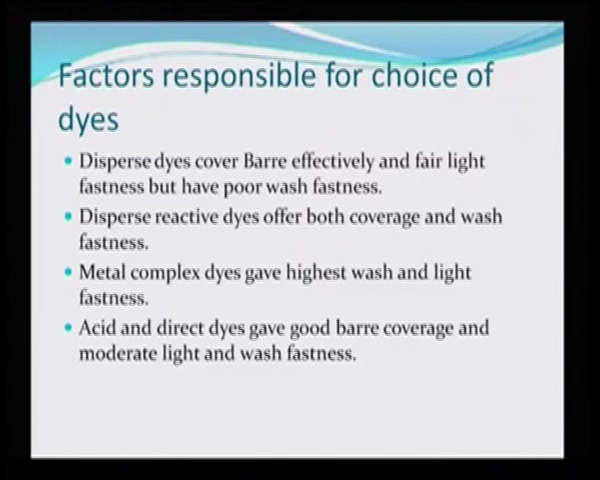 Factors responsible for choice of
dyes
• Disperse dyes cover Barre effectively and fair light
fastness but have poor wash fastness.
• Disperse reactive dyes offer both coverage and wash
fastness.
• Metal complex dyes gave highest wash and light
fastness.
• Acid and direct dyes gave good barre coverage and
moderate light and wash fastness.